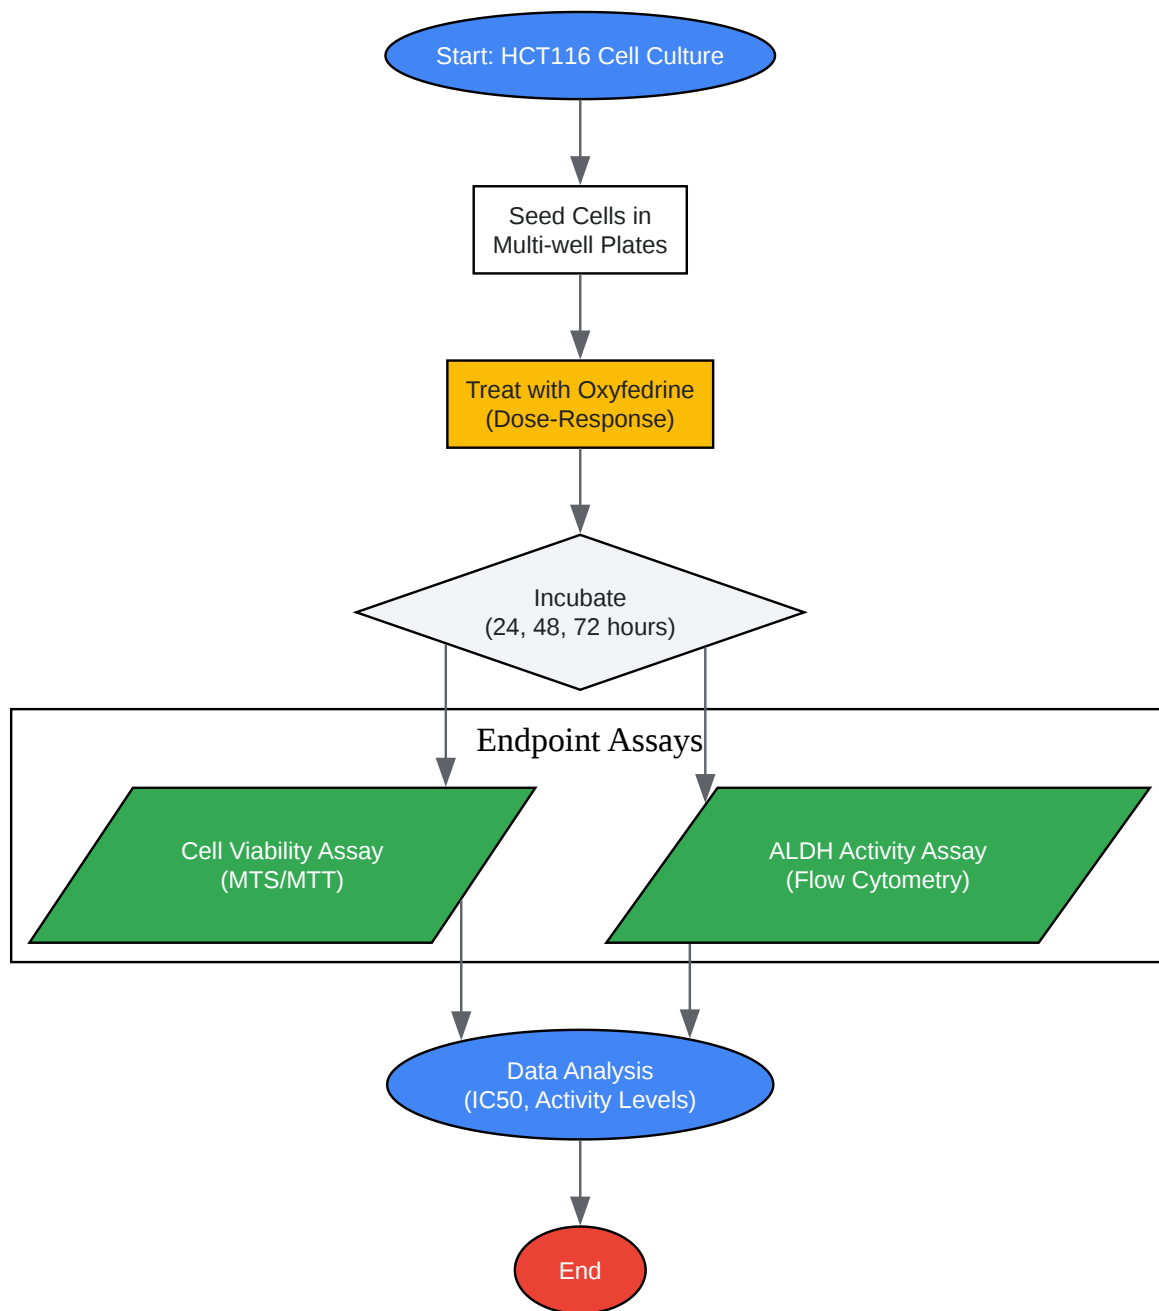 Start: HCT116 Cell Culture
Seed Cells in
Multi-well Plates
Treat with Oxyfedrine
(Dose-Response)
Incubate
(24, 48, 72 hours)
Endpoint Assays
Cell Viability Assay
(MTS/MTT)
ALDH Activity Assay
(Flow Cytometry)
Data Analysis
(IC50, Activity Levels)
End